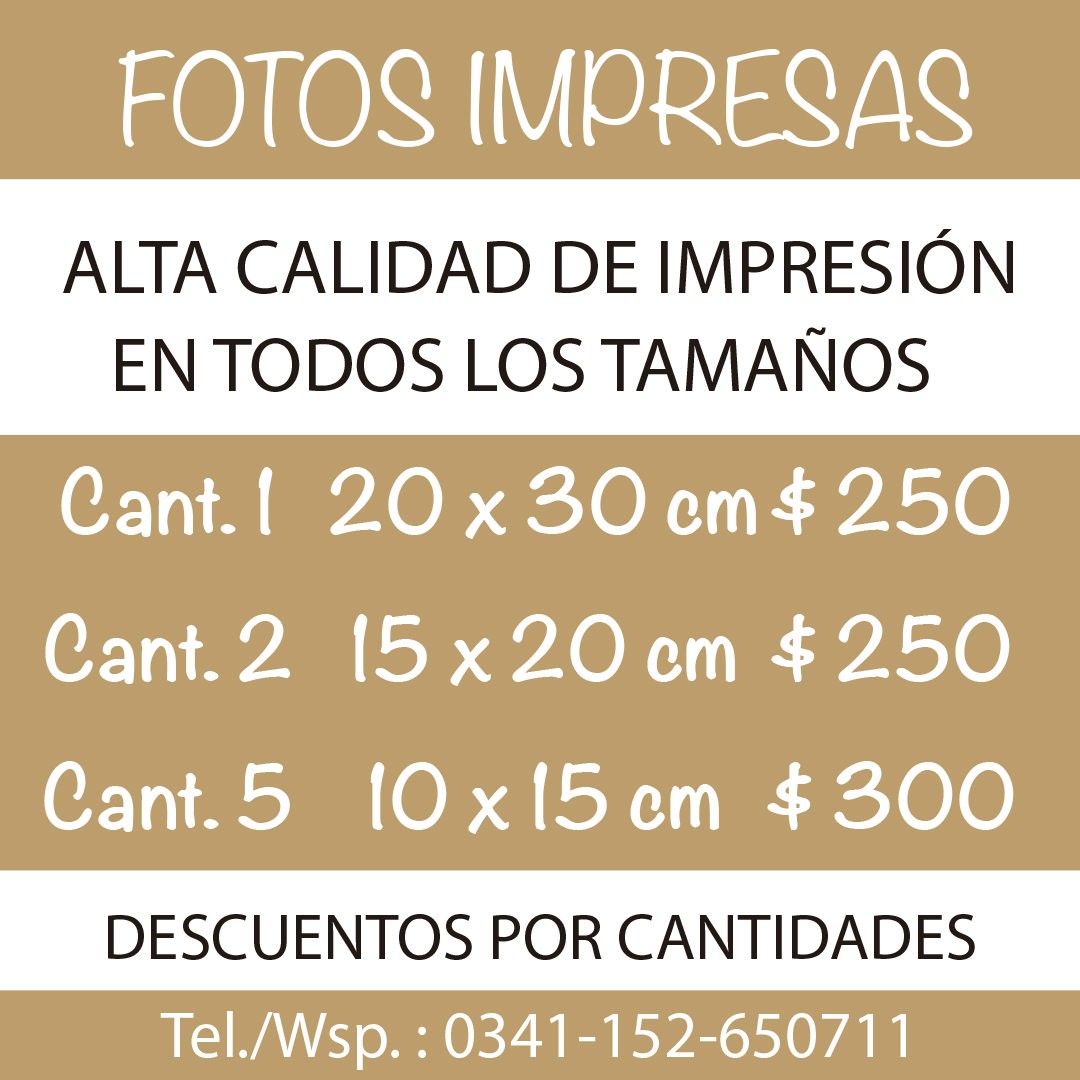 FOTOS IMPRESAS
ALTA CALIDAD DE IMPRESIÓN
EN TODOS LOS TAMAÑOS
Cant. 1 20 x 30 cm $ 250
Cant. 2 15 x 20 cm $ 250
Cant. 5 10 x 15 cm $ 300
DESCUENTOS POR CANTIDADES
Tel./Wsp. : 0341-152-650711